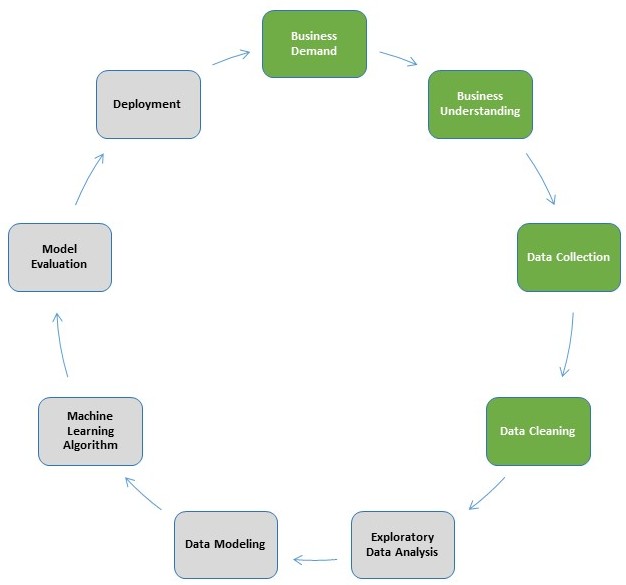 Business
Demand
Business
Understanding
Data Collection
Data Cleaning
Exploratory
Data Analysis
Data Modeling
Machine
Learning
Algorithm
Model
Evaluation
Deployment